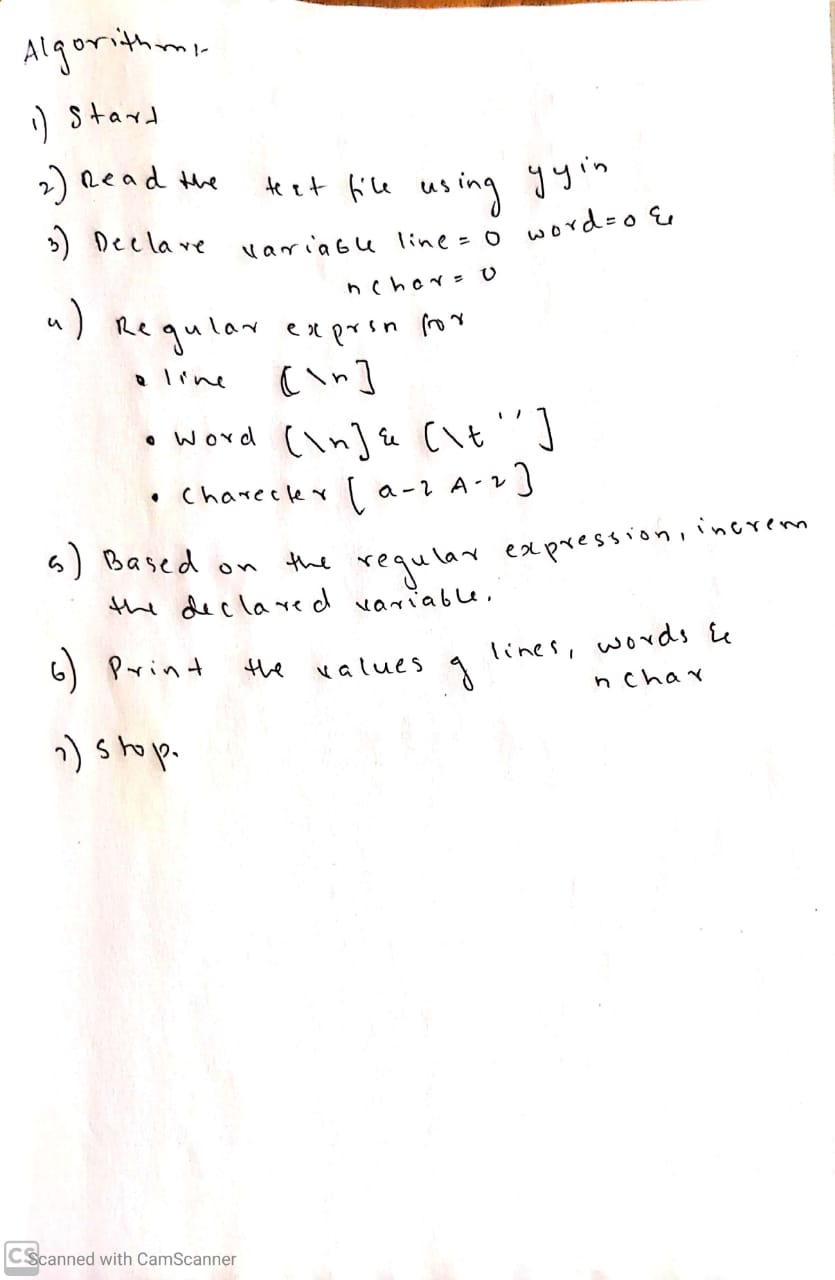 Algorithm:-
1) Start
2) Read the text file using yyin
3) Declare variable line = 0 word=0 &
nchar = 0
4) Regular exprsn for
• line [\n]
• word [\n] & [\t '']
• Charecter [a-z A-Z]
5) Based on the regular expression, increm
the declared variable.
6) Print the values of lines, words &
nchar
7) Stop.
CS Scanned with CamScanner